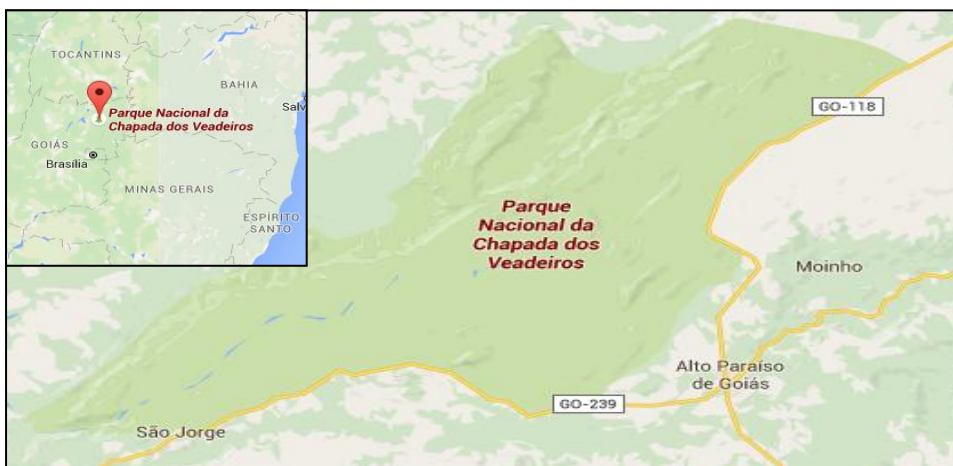 TOCANTINS
BAHIA
Parque Nacional da
Chapada dos Veadeiros
Salv
GOIÁS
Brasília
MINAS GERAIS
ESPÍRITO
SANTO
GO-118
Parque
Nacional da
Chapada dos
Veadeiros
Moinho
Alto Paraíso
de Goiás
GO-239
São Jorge